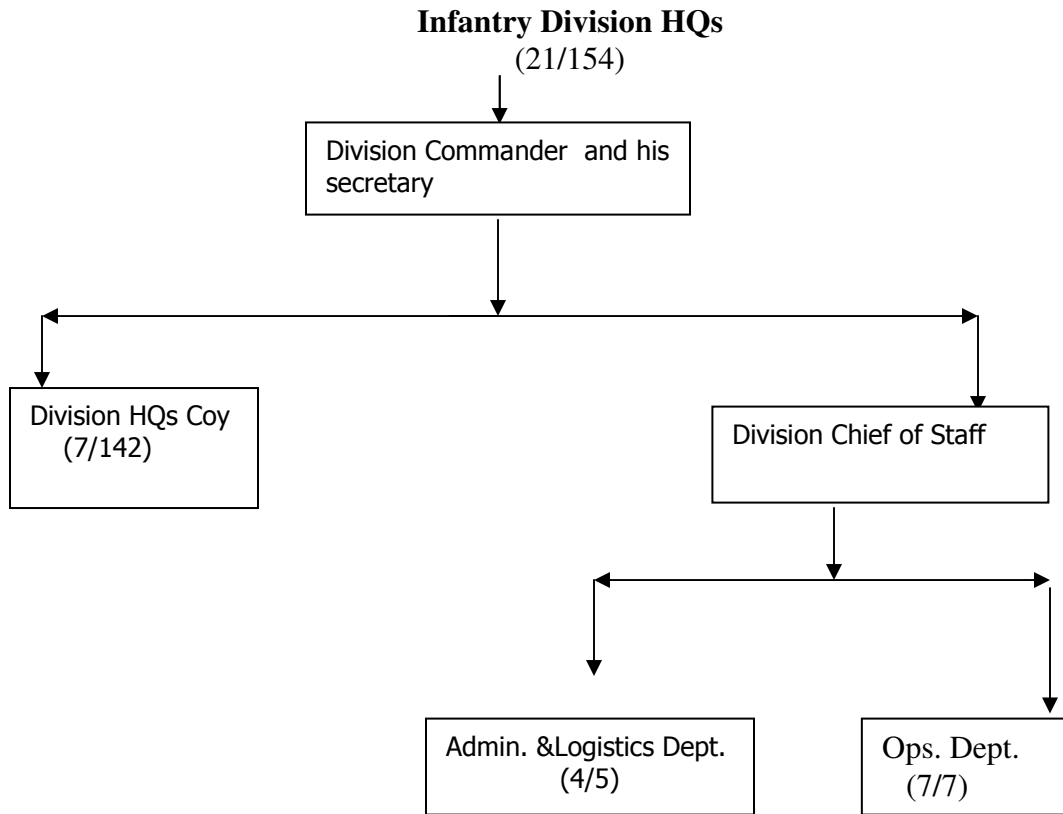 Infantry Division HQs
(21/154)
Division Commander and his
secretary
Division HQs Coy
(7/142)
Division Chief of Staff
Admin. &Logistics Dept.
(4/5)
Ops. Dept.
(7/7)